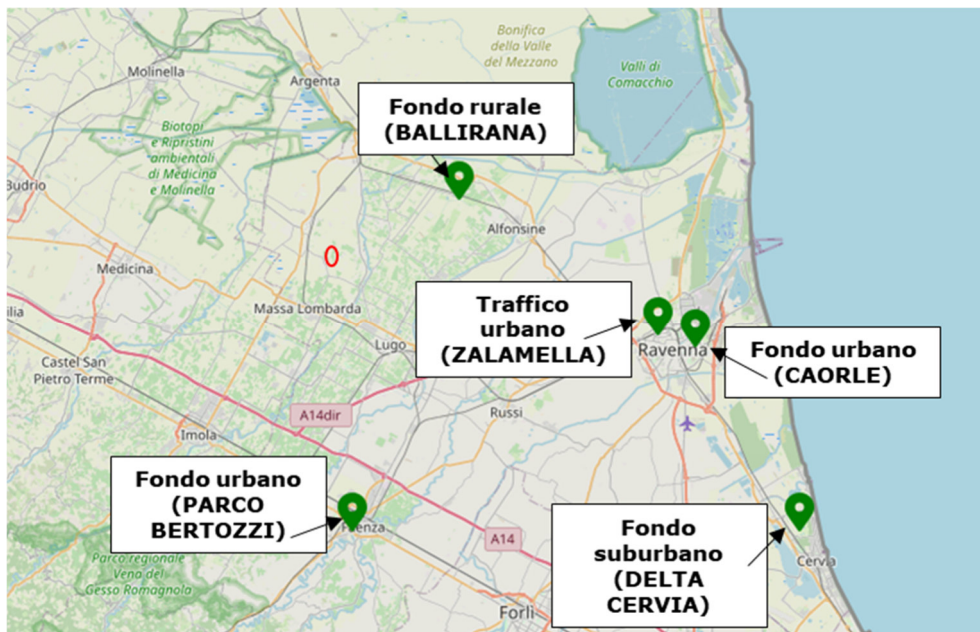 Bonifica
della Valle
del Mezzano
Molinella
Argenta
Valli di
Comacchio
Fondo rurale
(BALLIRANA)
Biotopi
e Ripristini
ambientali
di Medicina
e Molinella
Budrio
Alfonsine
Medicina
Massa Lombarda
Traffico
urbano
(ZALAMELLA)
Lugo
Ravenna
Fondo urbano
(CAORLE)
Castel San
Pietro Terme
A14dir
Russi
Imola
Fondo urbano
(PARCO
BERTOZZI)
Faenza
A14
Fondo
suburbano
(DELTA
CERVIA)
Cervia
Parco regionale
Vena del
Gesso Romagnola
Forlì